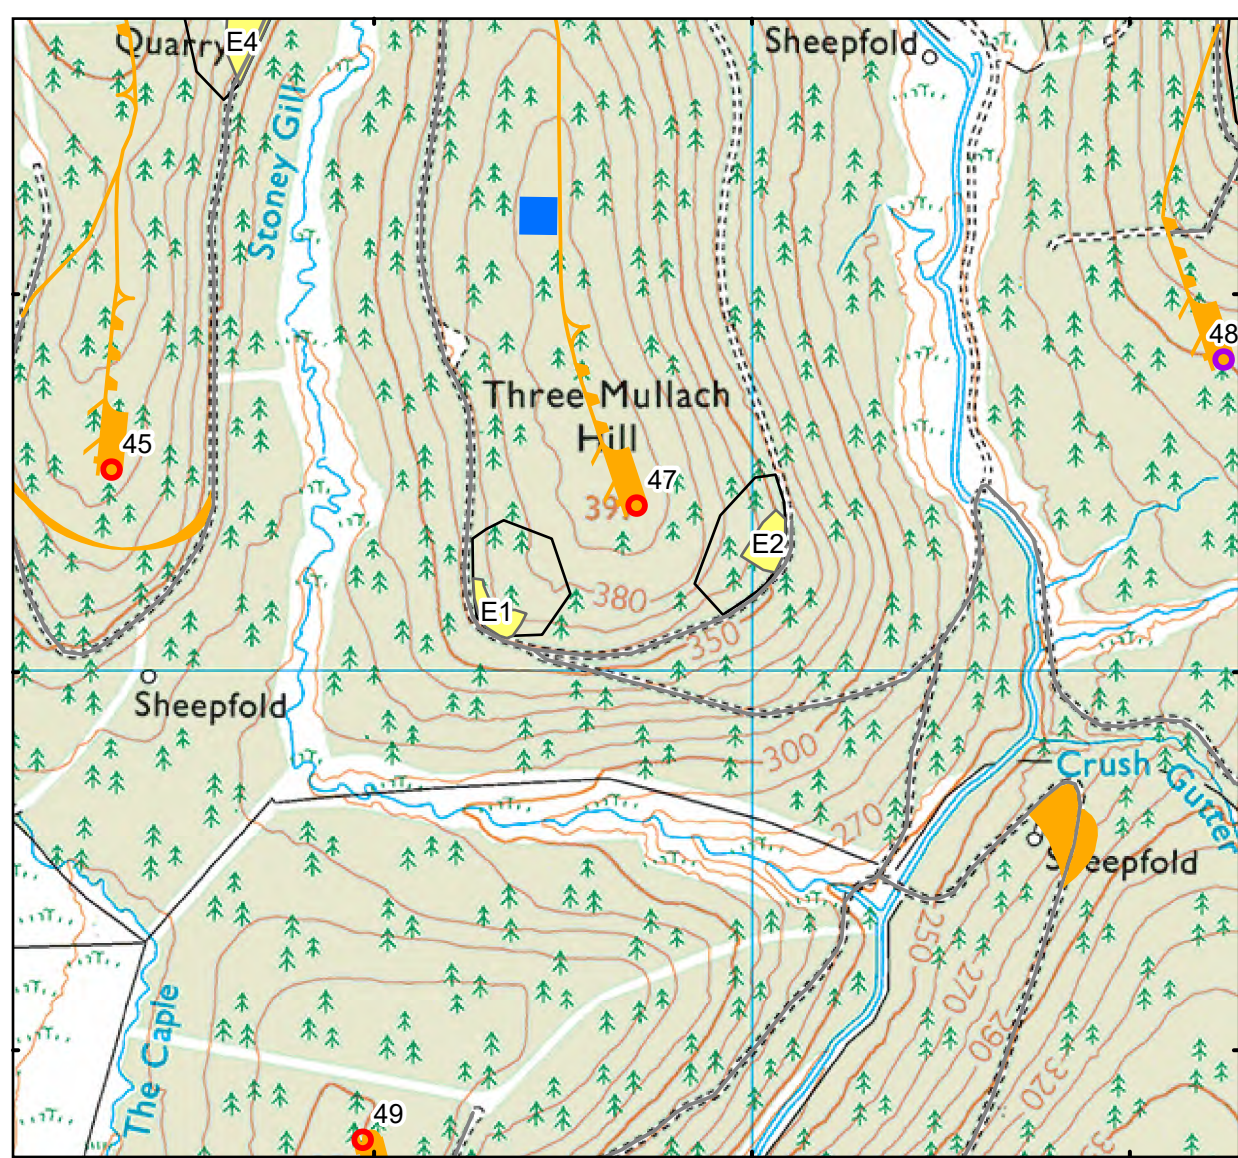 Quarry
E4
Sheepfold
Stoney Gill
48
Three Mullach
Hill
45
47
397
E2
E1
380
350
Sheepfold
300
Crush Gutter
270
Sheepfold
250
270
290
320
The Caple
49